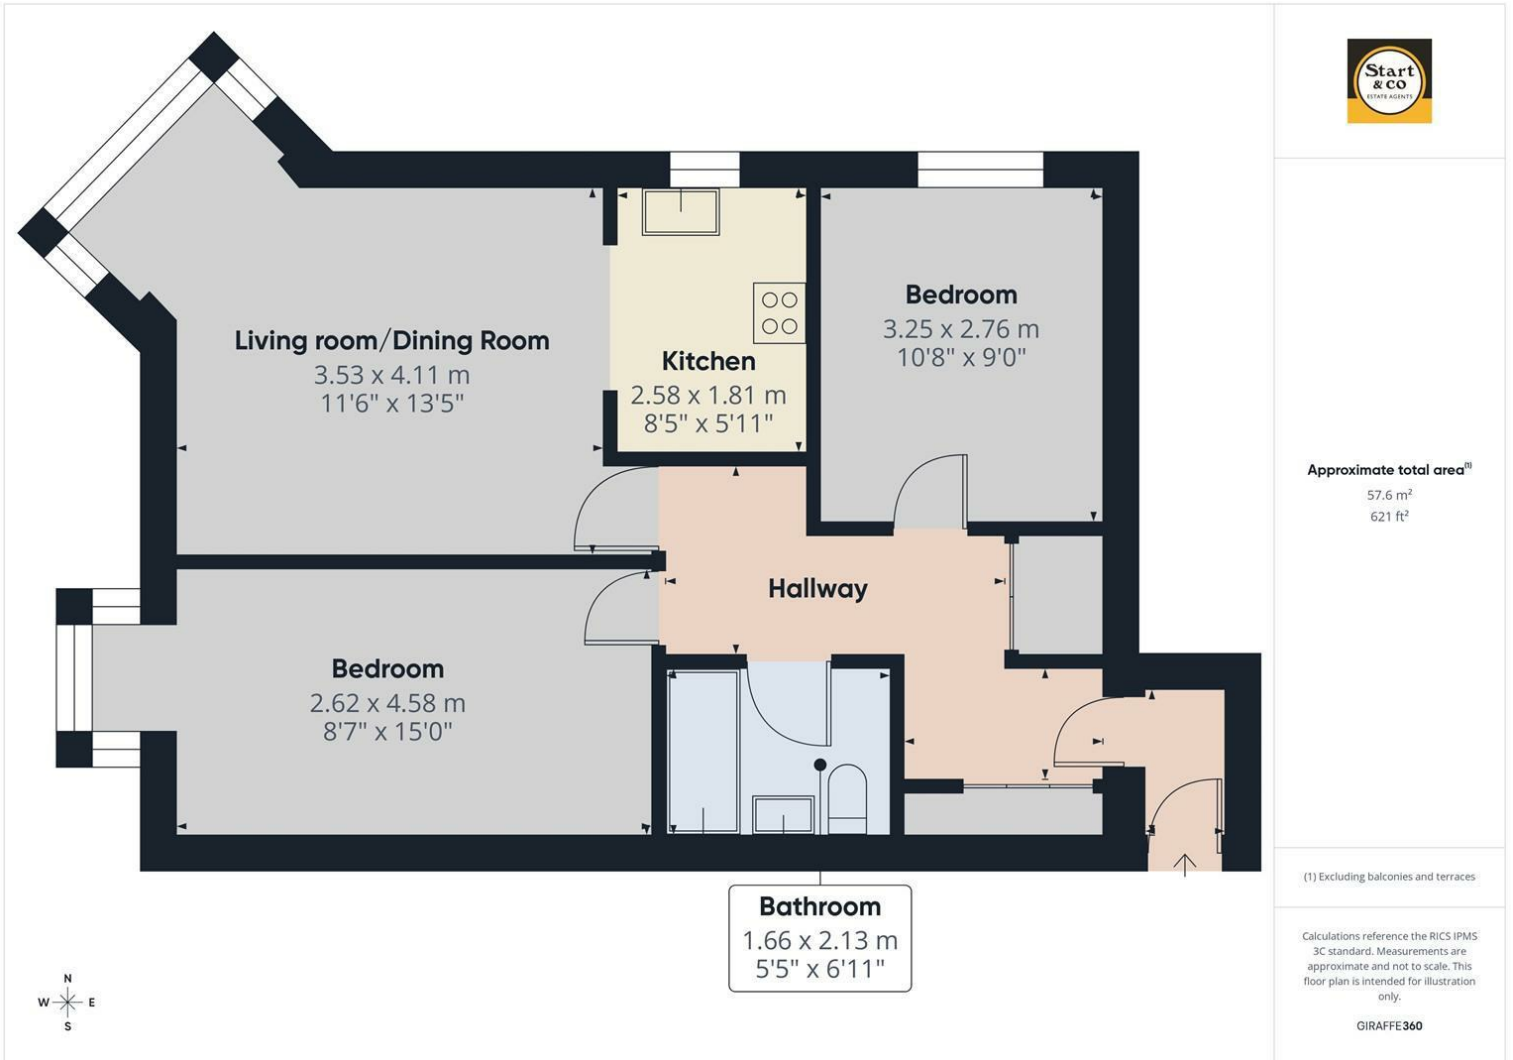 Start
& CO
ESTATE AGENTS
Living room/Dining Room
3.53 x 4.11 m
11'6" x 13'5"
Kitchen
2.58 x 1.81 m
8'5" x 5'11"
Bedroom
3.25 x 2.76 m
10'8" x 9'0"
Hallway
Bedroom
2.62 x 4.58 m
8'7" x 15'0"
Bathroom
1.66 x 2.13 m
5'5" x 6'11"
N
W E
S
Approximate total area(1)
57.6 m²
621 ft²
(1) Excluding balconies and terraces
Calculations reference the RICS IPMS
3C standard. Measurements are
approximate and not to scale. This
floor plan is intended for illustration
only.
GIRAFFE360